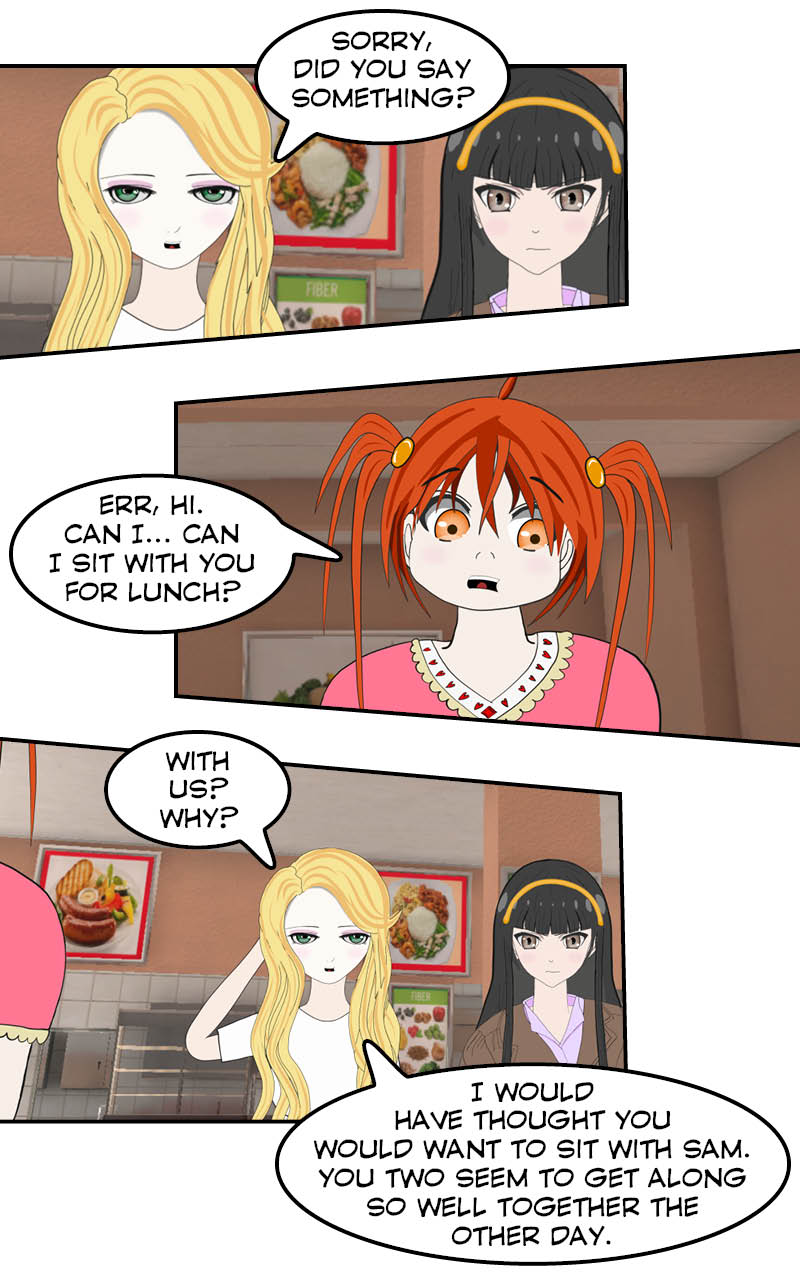 SORRY,
DID YOU SAY
SOMETHING?
FIBER
ERR, HI.
CAN I... CAN
I SIT WITH YOU
FOR LUNCH?
WITH
US?
WHY?
FIBER
I WOULD
HAVE THOUGHT YOU
WOULD WANT TO SIT WITH SAM.
YOU TWO SEEM TO GET ALONG
SO WELL TOGETHER THE
OTHER DAY.